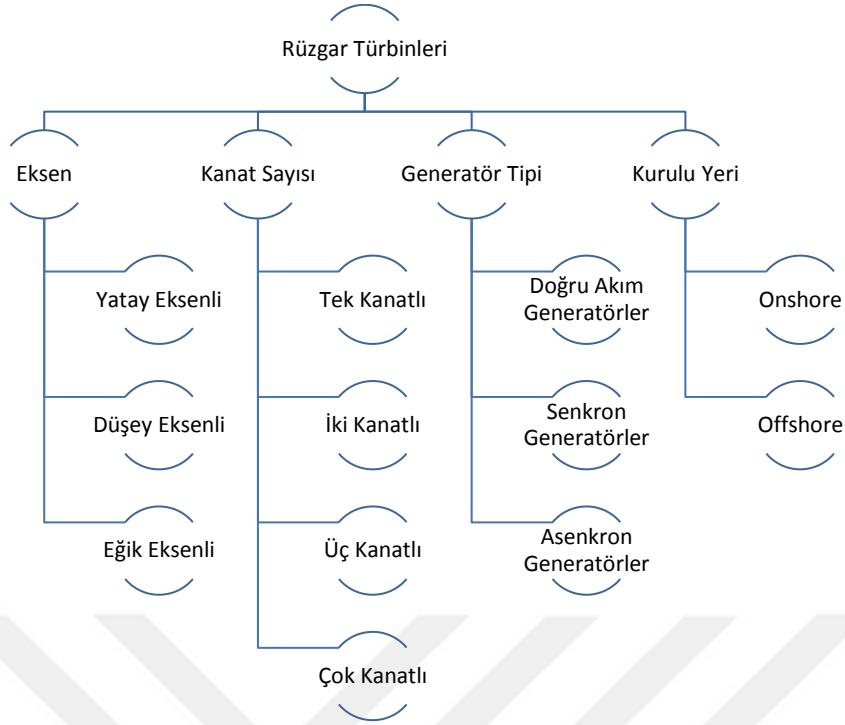 Rüzgar Türbinleri
Eksen
Kanat Sayısı
Generatör Tipi
Kurulu Yeri
Yatay Eksenli
Düşey Eksenli
Eğik Eksenli
Tek Kanatlı
İki Kanatlı
Üç Kanatlı
Çok Kanatlı
Doğru Akım
Generatörler
Senkron
Generatörler
Asenkron
Generatörler
Onshore
Offshore